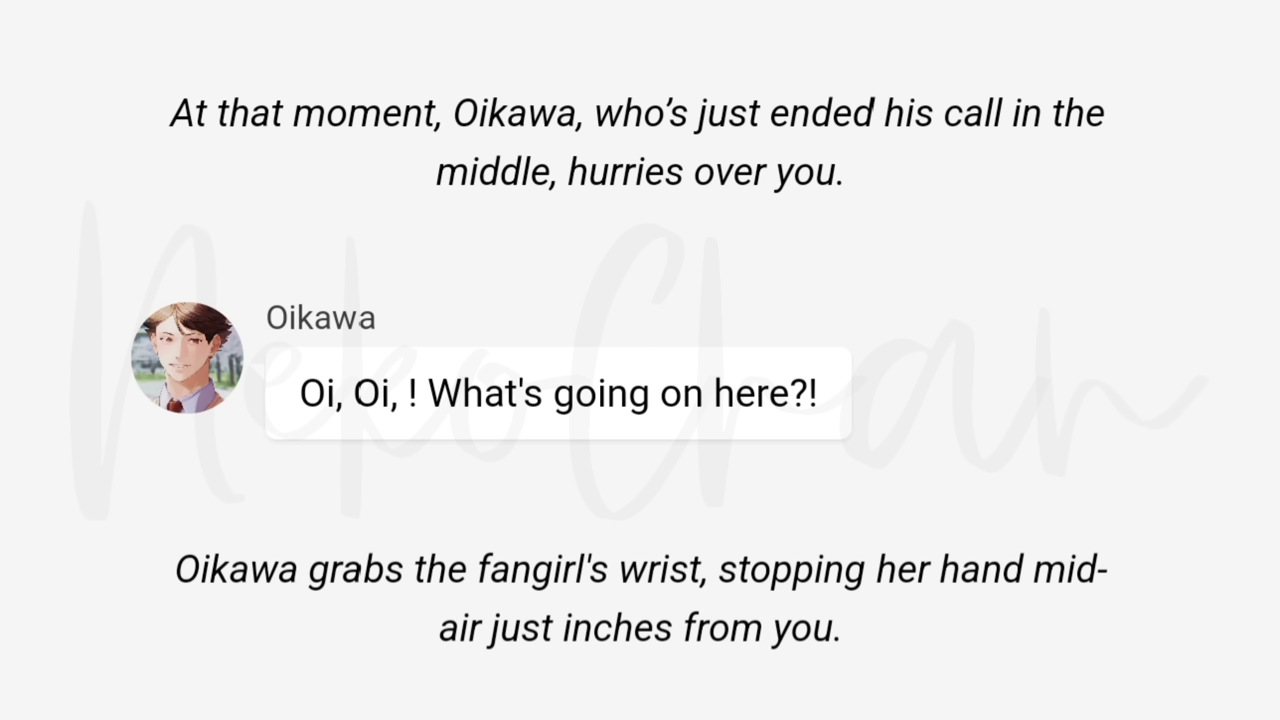 At that moment, Oikawa, who’s just ended his call in the
middle, hurries over you.
Oikawa
Oi, Oi, ! What's going on here?!
Oikawa grabs the fangirl's wrist, stopping her hand mid-
air just inches from you.
NekoChan